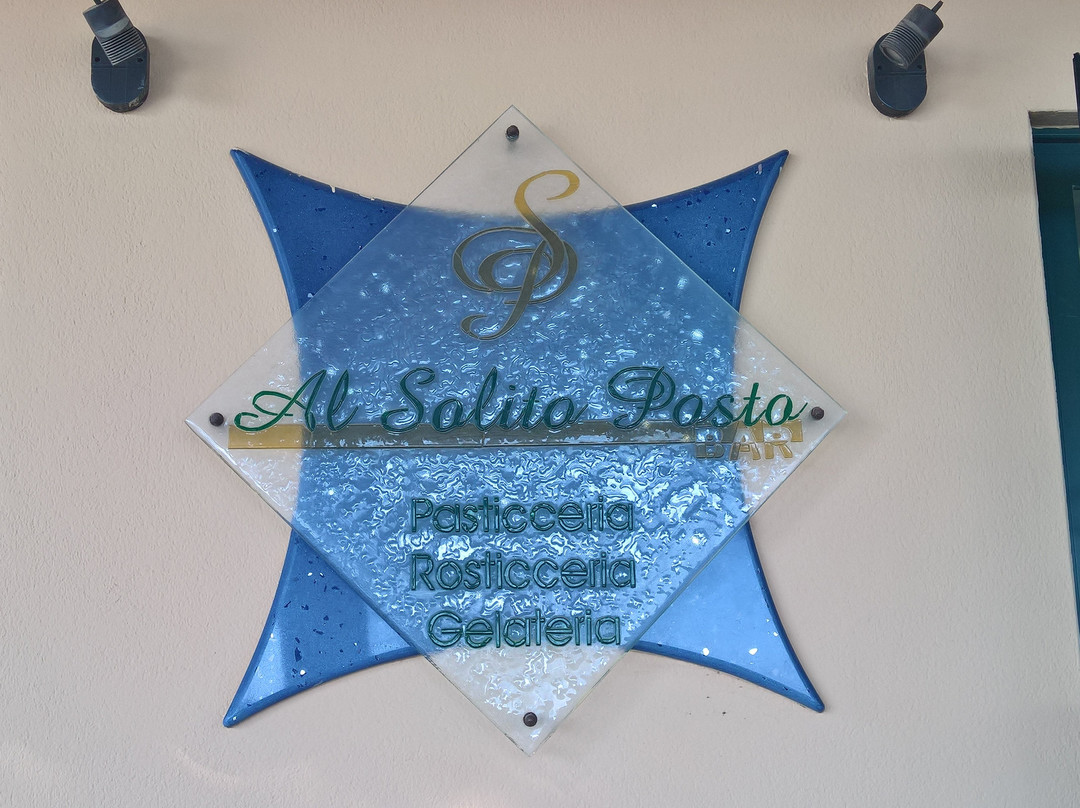 SP
Al Solito Posto
BAR
Pasticceria
Rosticceria
Gelateria